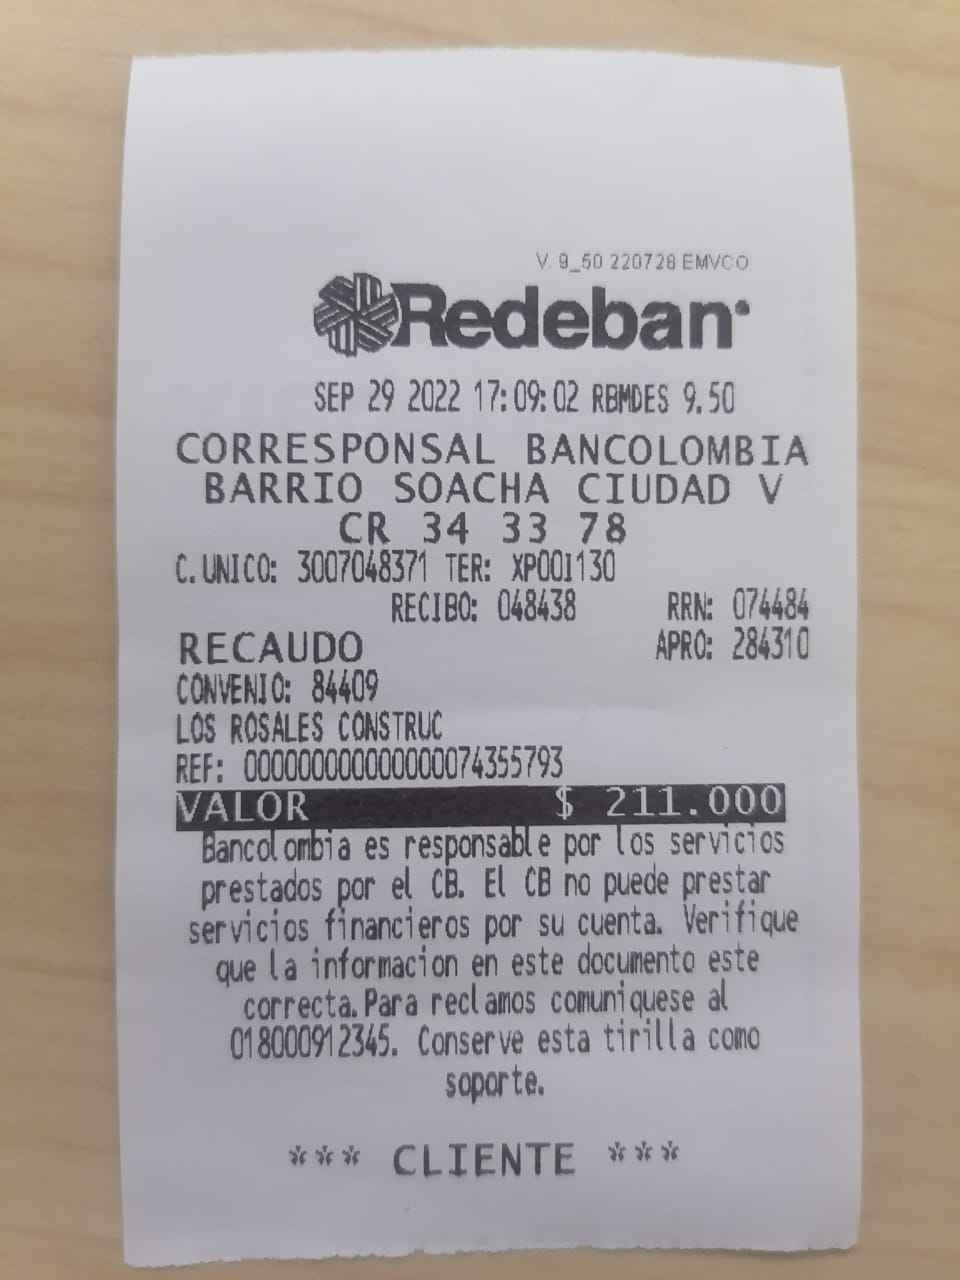 V. 9_50 220728 EMVCO
Redeban
SEP 29 2022 17:09:02 RBMDES 9.50
CORRESPONSAL BANCOLOMBIA
BARRIO SOACHA CIUDAD V
CR 34 33 78
C.UNICO: 3007048371 TER: XP00I130
RECIBO: 048438 RRN: 074484
RECAUDO APRO: 284310
CONVENIO: 84409
LOS ROSALES CONSTRUC
REF: 000000000000000074355793
VALOR $ 211.000
Bancolombia es responsable por los servicios
prestados por el CB. El CB no puede prestar
servicios financieros por su cuenta. Verifique
que la informacion en este documento este
correcta.Para reclamos comuniquese al
018000912345. Conserve esta tirilla como
soporte.
*** CLIENTE ***